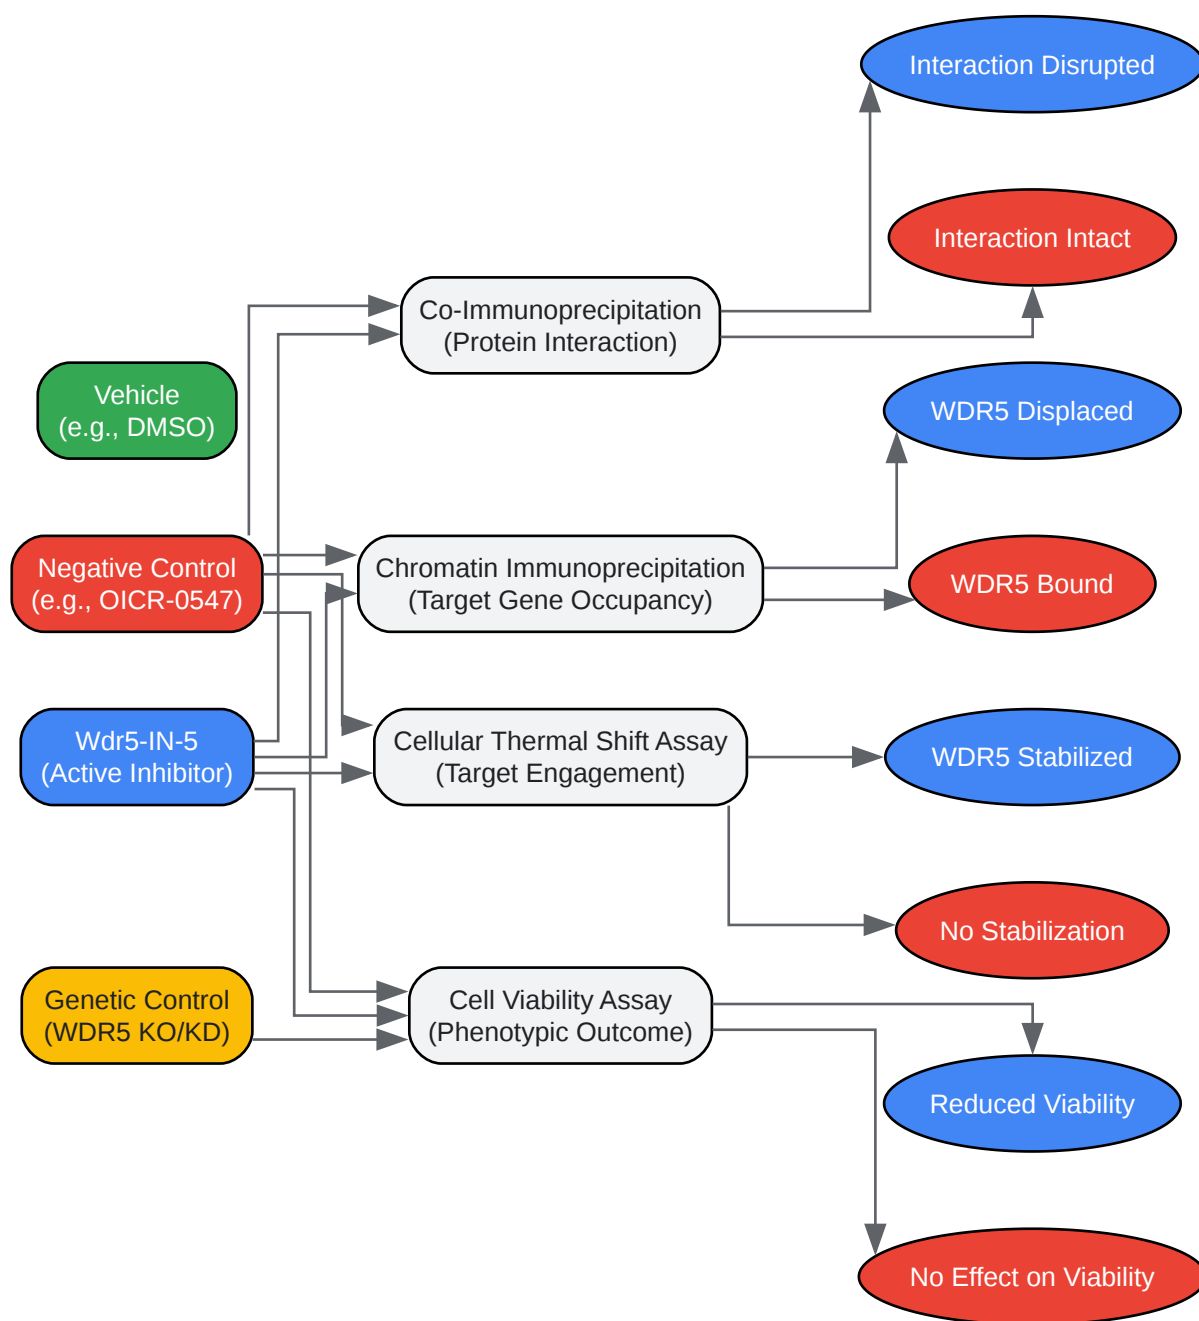 Interaction Disrupted
Interaction Intact
Co-Immunoprecipitation
(Protein Interaction)
Vehicle
(e.g., DMSO)
WDR5 Displaced
Negative Control
(e.g., OICR-0547)
Chromatin Immunoprecipitation
(Target Gene Occupancy)
WDR5 Bound
Wdr5-IN-5
(Active Inhibitor)
Cellular Thermal Shift Assay
(Target Engagement)
WDR5 Stabilized
No Stabilization
Genetic Control
(WDR5 KO/KD)
Cell Viability Assay
(Phenotypic Outcome)
Reduced Viability
No Effect on Viability